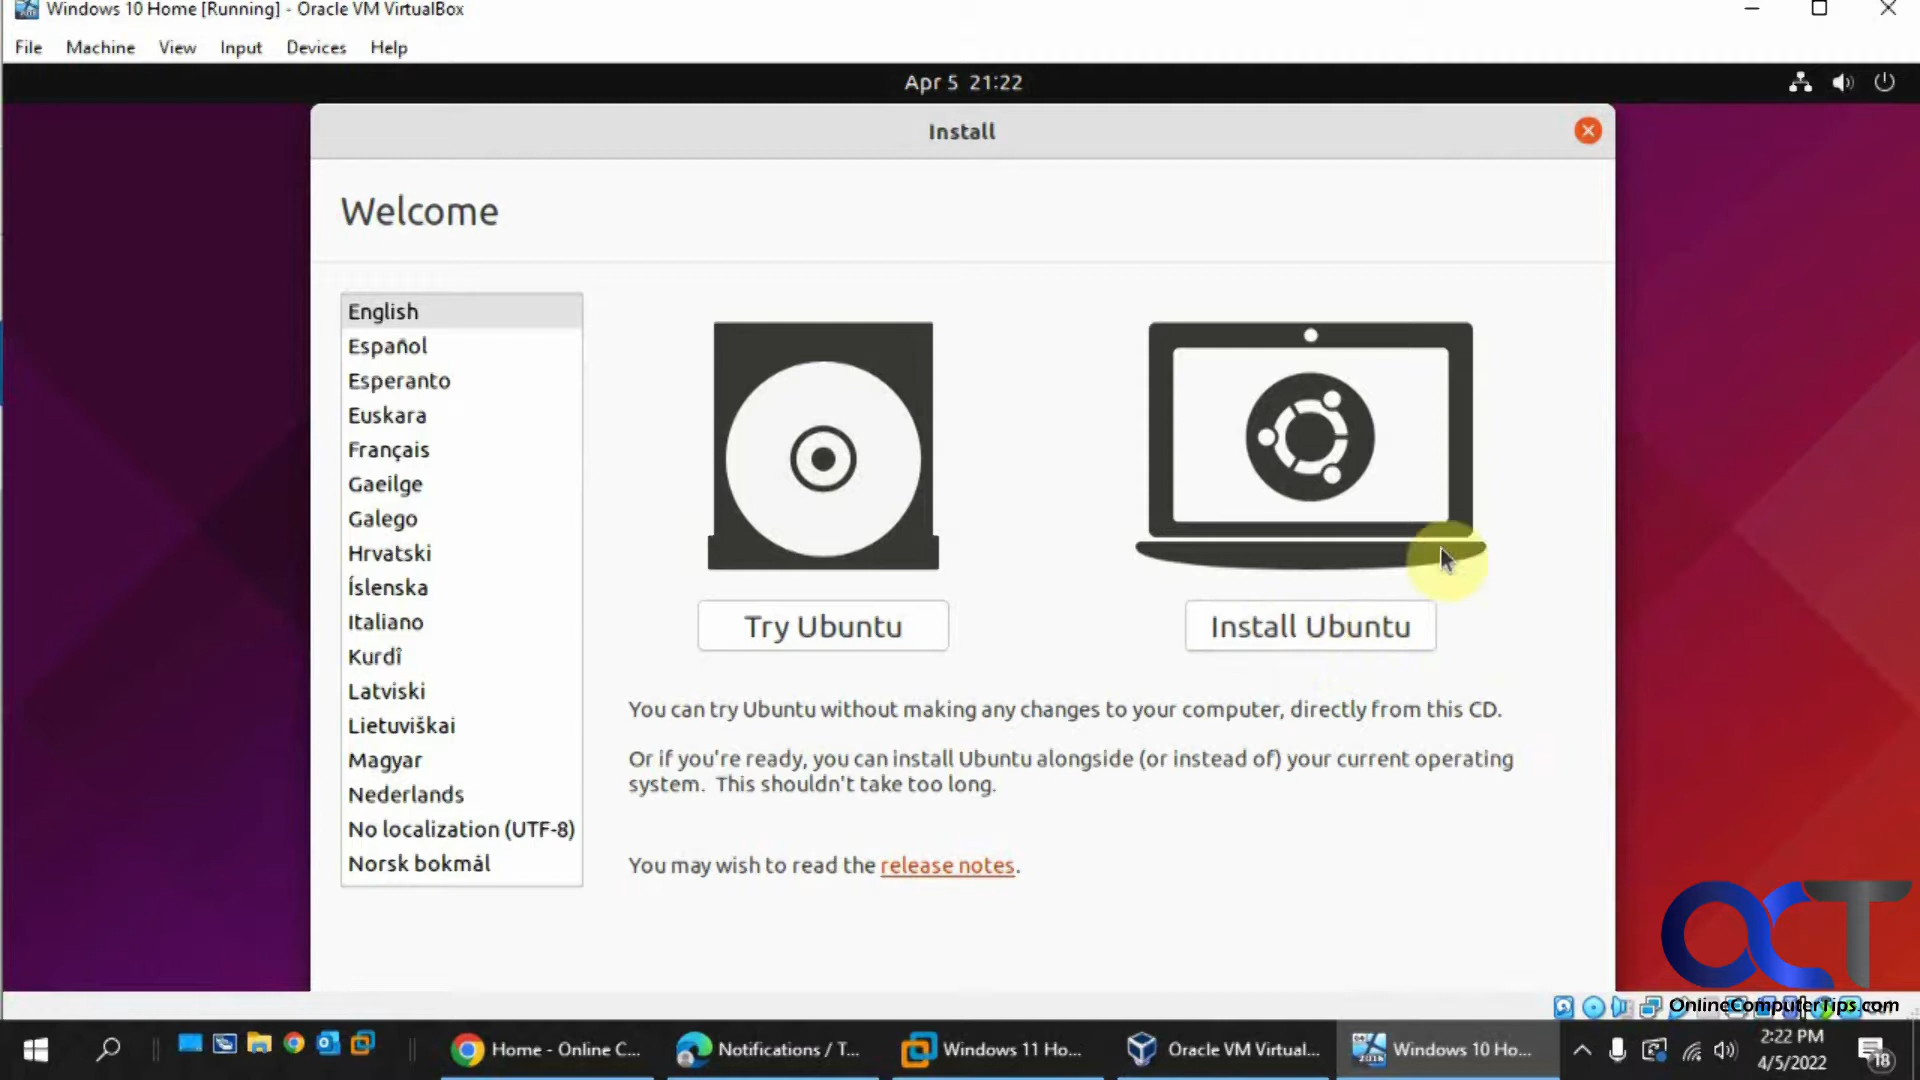 Windows 10 Home [Running] - Oracle VM VirtualBox
File Machine View Input Devices Help
Apr 5 21:22
Install
Welcome
English
Español
Esperanto
Euskara
Français
Gaeilge
Galego
Hrvatski
Íslenska
Italiano
Kurdî
Latviski
Lietuviškai
Magyar
Nederlands
No localization (UTF-8)
Norsk bokmål
Try Ubuntu
Install Ubuntu
You can try Ubuntu without making any changes to your computer, directly from this CD.
Or if you're ready, you can install Ubuntu alongside (or instead of) your current operating
system. This shouldn't take too long.
You may wish to read the release notes.
OCT
OnlineComputerTips.com
Home - Online C...
Notifications / T...
Windows 11 Ho...
Oracle VM Virtual...
Windows 10 Ho...
2:22 PM
4/5/2022
18